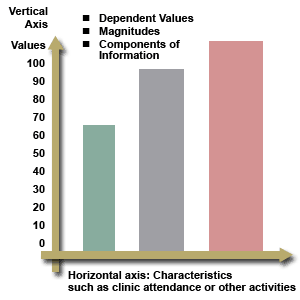 Vertical
Axis
Values
■ Dependent Values
■ Magnitudes
■ Components of
Information
100
90
80
70
60
50
40
30
20
10
0
Horizontal axis: Characteristics
such as clinic attendance or other activities